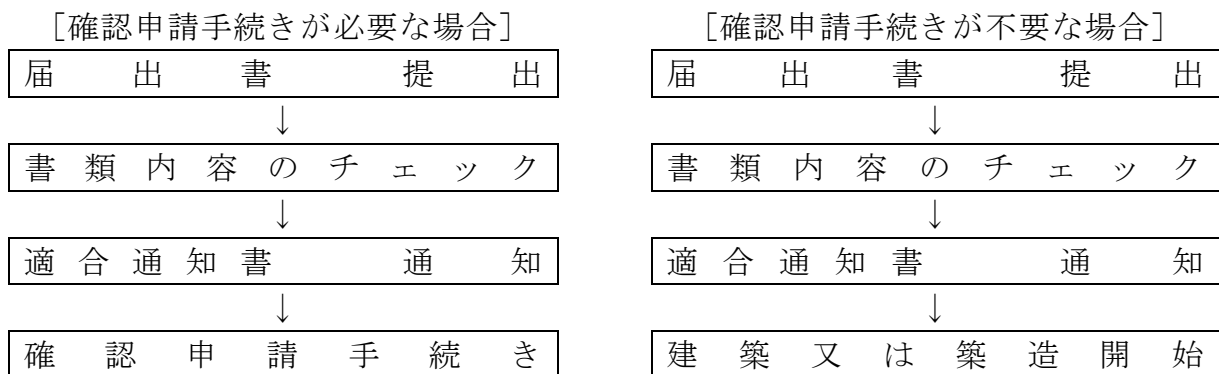 [確認申請手続きが必要な場合]
届出書 提出
↓
書類内容のチェック
↓
適合通知書 通知
↓
確認申請手続き
[確認申請手続きが不要な場合]
届出書 提出
↓
書類内容のチェック
↓
適合通知書 通知
↓
建築又は築造開始